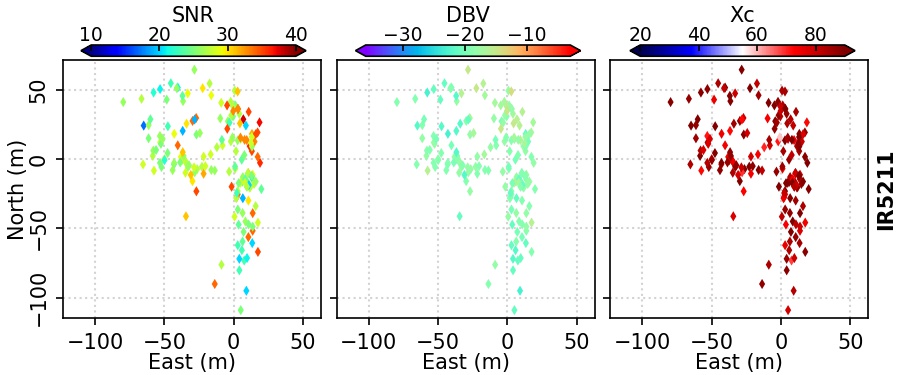 SNR DBV Xc
10 20 30 40 −30 −20 −10 20 40 60 80
North (m)
50
0
−50
−100
−100 −50 0 50 −100 −50 0 50 −100 −50 0 50
East (m) East (m) East (m)
IR5211